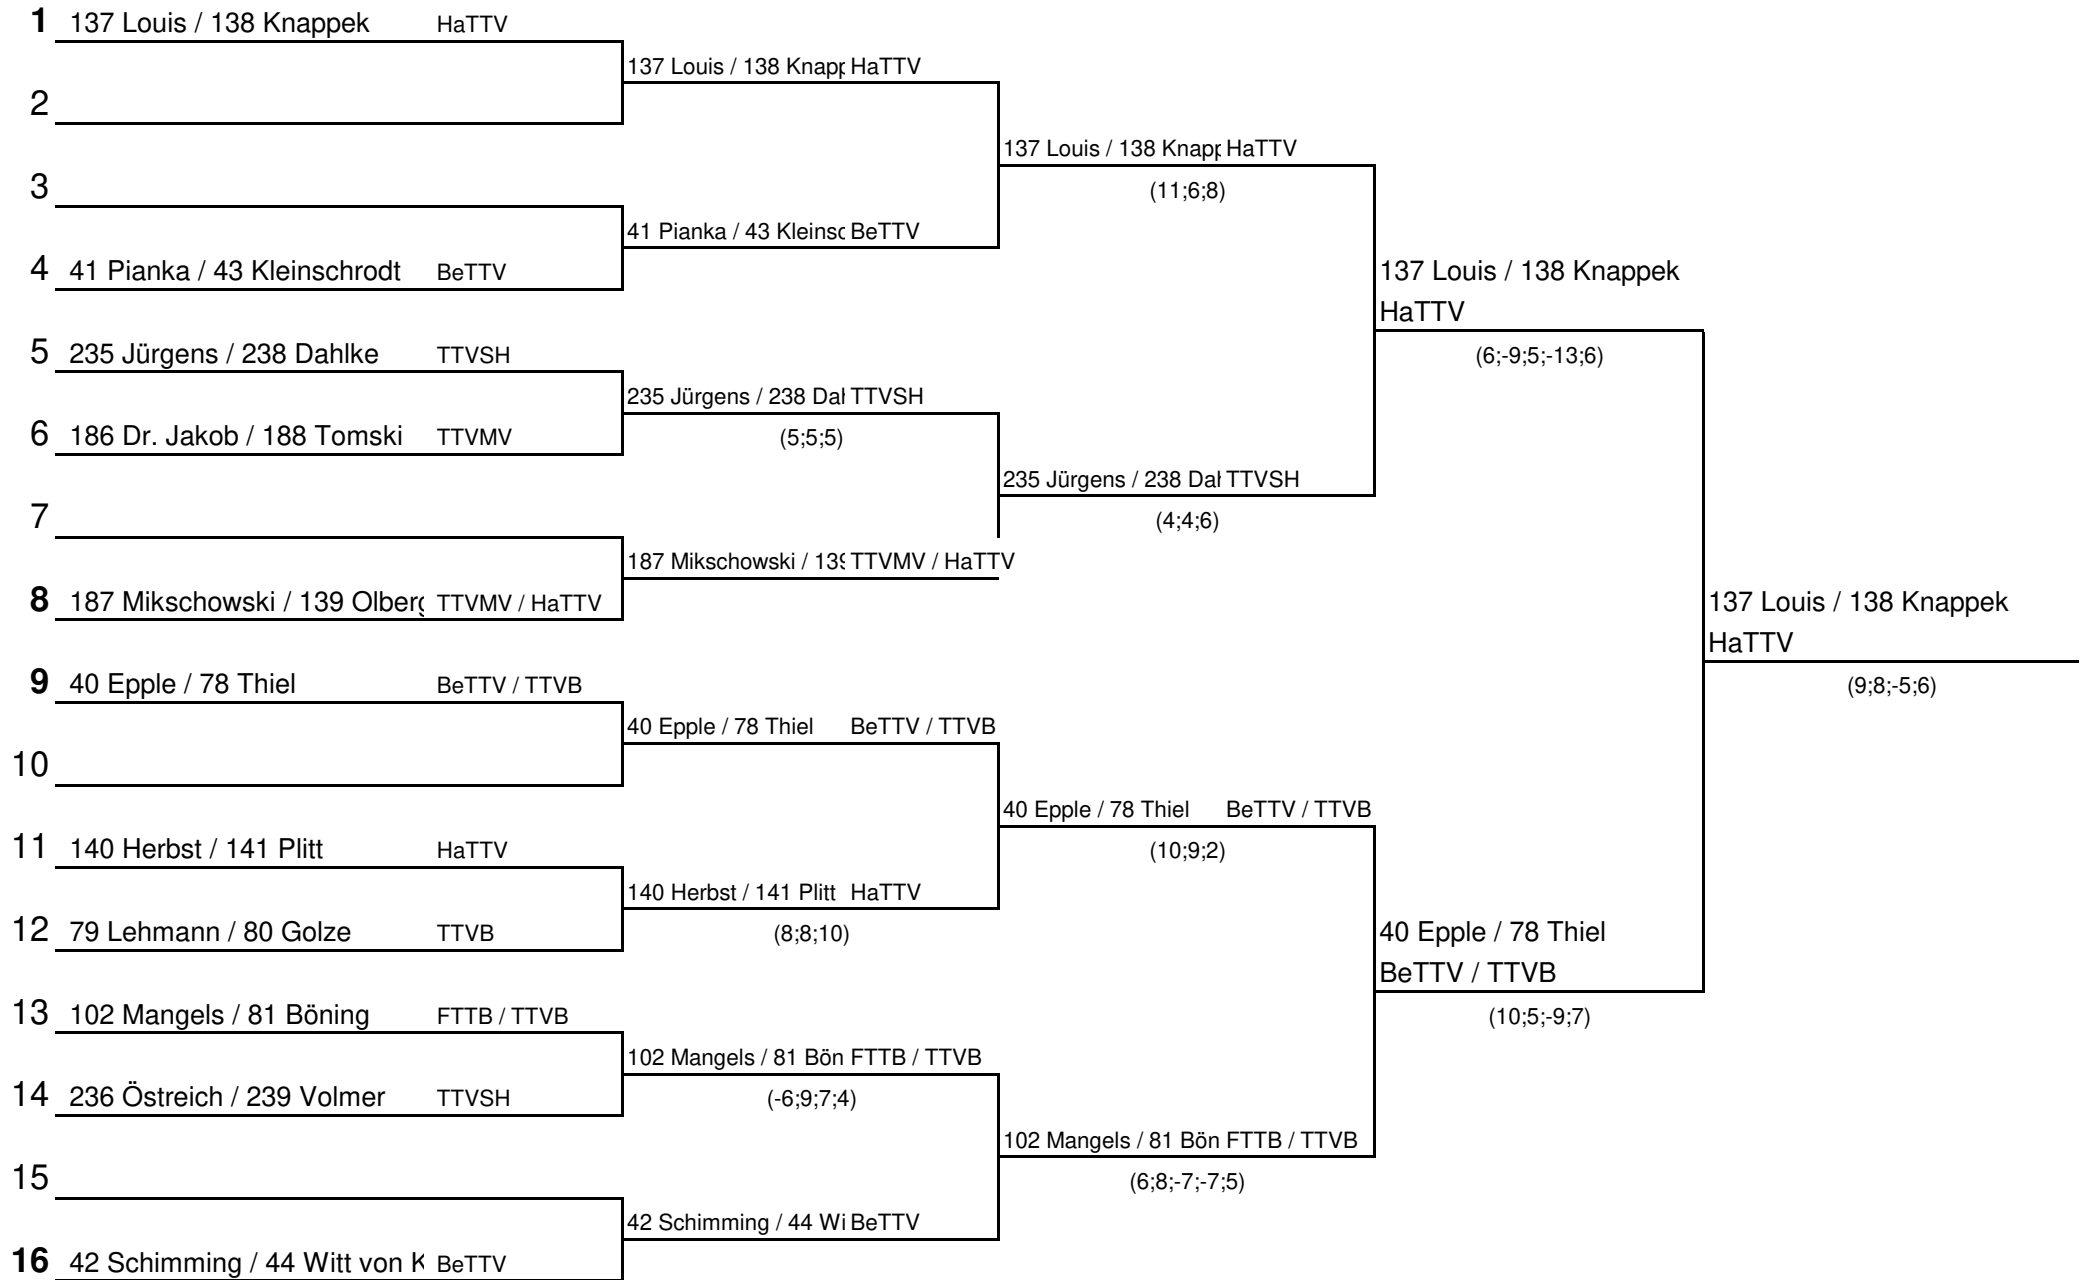 1 137 Louis / 138 Knappek HaTTV
137 Louis / 138 Knapp HaTTV
2
137 Louis / 138 Knapp HaTTV
3
(11;6;8)
41 Pianka / 43 Kleinsc BeTTV
4 41 Pianka / 43 Kleinschrodt BeTTV
137 Louis / 138 Knappek
HaTTV
5 235 Jürgens / 238 Dahlke TTVSH
(6;-9;5;-13;6)
235 Jürgens / 238 Dah TTVSH
6 186 Dr. Jakob / 188 Tomski TTVMV
(5;5;5)
235 Jürgens / 238 Dah TTVSH
7
(4;4;6)
187 Mikschowski / 139 TTVMV / HaTTV
8 187 Mikschowski / 139 Olberg TTVMV / HaTTV
137 Louis / 138 Knappek
HaTTV
9 40 Epple / 78 Thiel BeTTV / TTVB
(9;8;-5;6)
40 Epple / 78 Thiel BeTTV / TTVB
10
40 Epple / 78 Thiel BeTTV / TTVB
11 140 Herbst / 141 Plitt HaTTV
(10;9;2)
140 Herbst / 141 Plitt HaTTV
12 79 Lehmann / 80 Golze TTVB
(8;8;10)
40 Epple / 78 Thiel
BeTTV / TTVB
13 102 Mangels / 81 Böning FTTB / TTVB
(10;5;-9;7)
102 Mangels / 81 Bön FTTB / TTVB
14 236 Östreich / 239 Volmer TTVSH
(-6;9;7;4)
102 Mangels / 81 Bön FTTB / TTVB
15
(6;8;-7;-7;5)
42 Schimming / 44 Wi BeTTV
16 42 Schimming / 44 Witt von K BeTTV